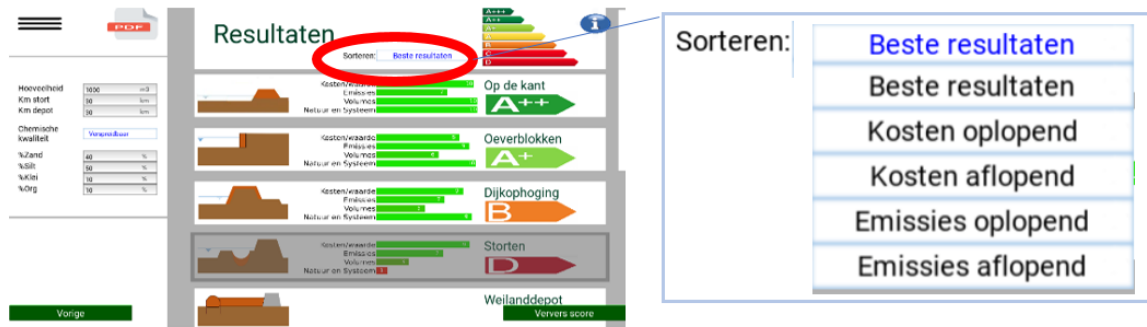 PDF
Hoeveelheid 1000 m3
Km start 50 km
Km depot 50 km
Chemische
kwaliteit Verspreidbaar
%Zand 40 %
%Silt 50 %
%Klei 10 %
%Org 10 %
Vorige
Resultaten
Sorteren: Beste resultaten
A+++
A++
A+
B
C
D
i
Kosten/waarde
Emissies
Volumes
Natuur en Systeem
Op de kant
A++
Kosten/waarde
Emissies
Volumes
Natuur en Systeem
Oeverblokken
A+
Kosten/waarde
Emissies
Volumes
Natuur en Systeem
Dijkophoging
B
Kosten/waarde
Emissies
Volumes
Natuur en Systeem
Storten
D
Weilanddepot
Ververs score
Sorteren: Beste resultaten
Beste resultaten
Kosten oplopend
Kosten aflopend
Emissies oplopend
Emissies aflopend